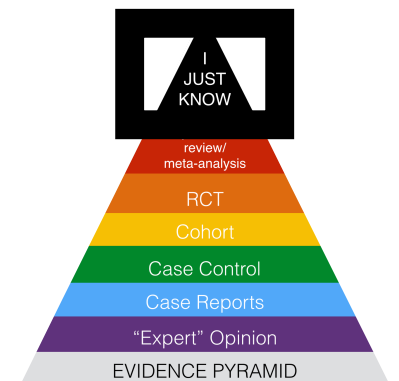 I
JUST
KNOW
review/
meta-analysis
RCT
Cohort
Case Control
Case Reports
“Expert” Opinion
EVIDENCE PYRAMID